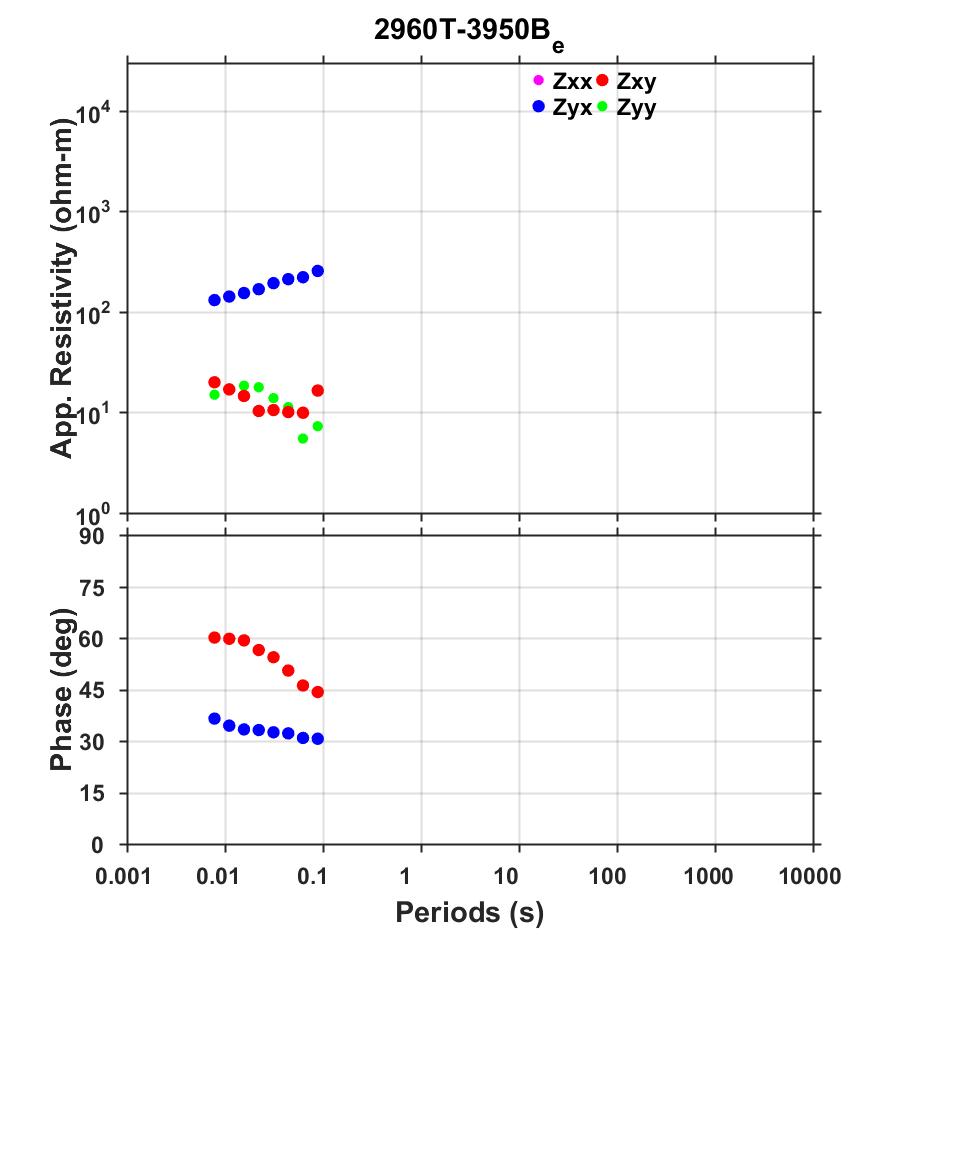 2960T-3950Be
Zxx Zxy
Zyx Zyy
App. Resistivity (ohm-m)
10^4
10^3
10^2
10^1
10^0
Phase (deg)
90
75
60
45
30
15
0
0.001 0.01 0.1 1 10 100 1000 10000
Periods (s)